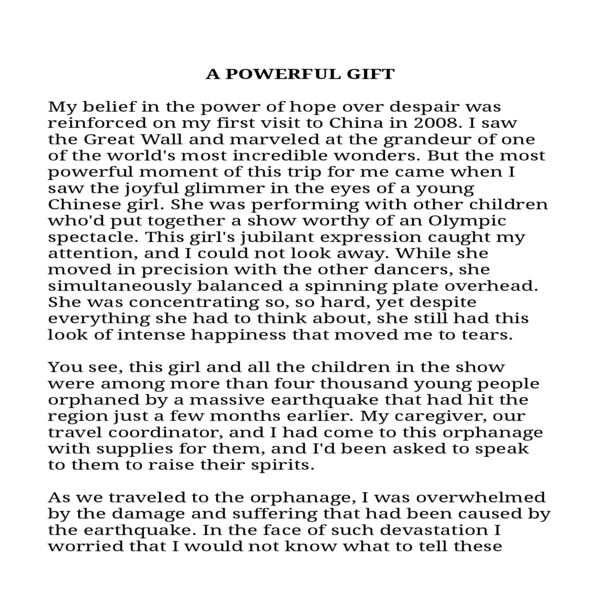 A POWERFUL GIFT
My belief in the power of hope over despair was
reinforced on my first visit to China in 2008. I saw
the Great Wall and marveled at the grandeur of one
of the world's most incredible wonders. But the most
powerful moment of this trip for me came when I
saw the joyful glimmer in the eyes of a young
Chinese girl. She was performing with other children
who'd put together a show worthy of an Olympic
spectacle. This girl's jubilant expression caught my
attention, and I could not look away. While she
moved in precision with the other dancers, she
simultaneously balanced a spinning plate overhead.
She was concentrating so, so hard, yet despite
everything she had to think about, she still had this
look of intense happiness that moved me to tears.
You see, this girl and all the children in the show
were among more than four thousand young people
orphaned by a massive earthquake that had hit the
region just a few months earlier. My caregiver, our
travel coordinator, and I had come to this orphanage
with supplies for them, and I'd been asked to speak
to them to raise their spirits.
As we traveled to the orphanage, I was overwhelmed
by the damage and suffering that had been caused by
the earthquake. In the face of such devastation I
worried that I would not know what to tell these